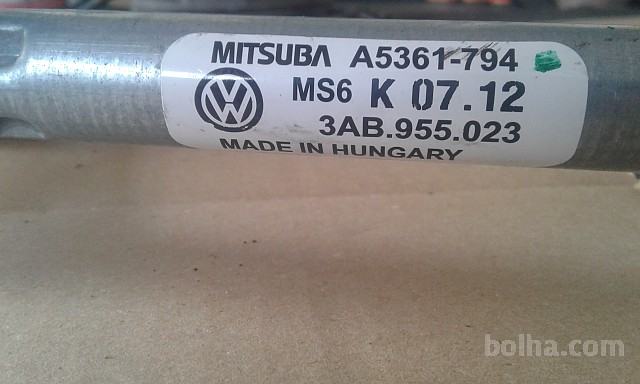 MITSUBA A5361-794
MS6 K 07.12
3AB.955.023
MADE IN HUNGARY
bolha.com